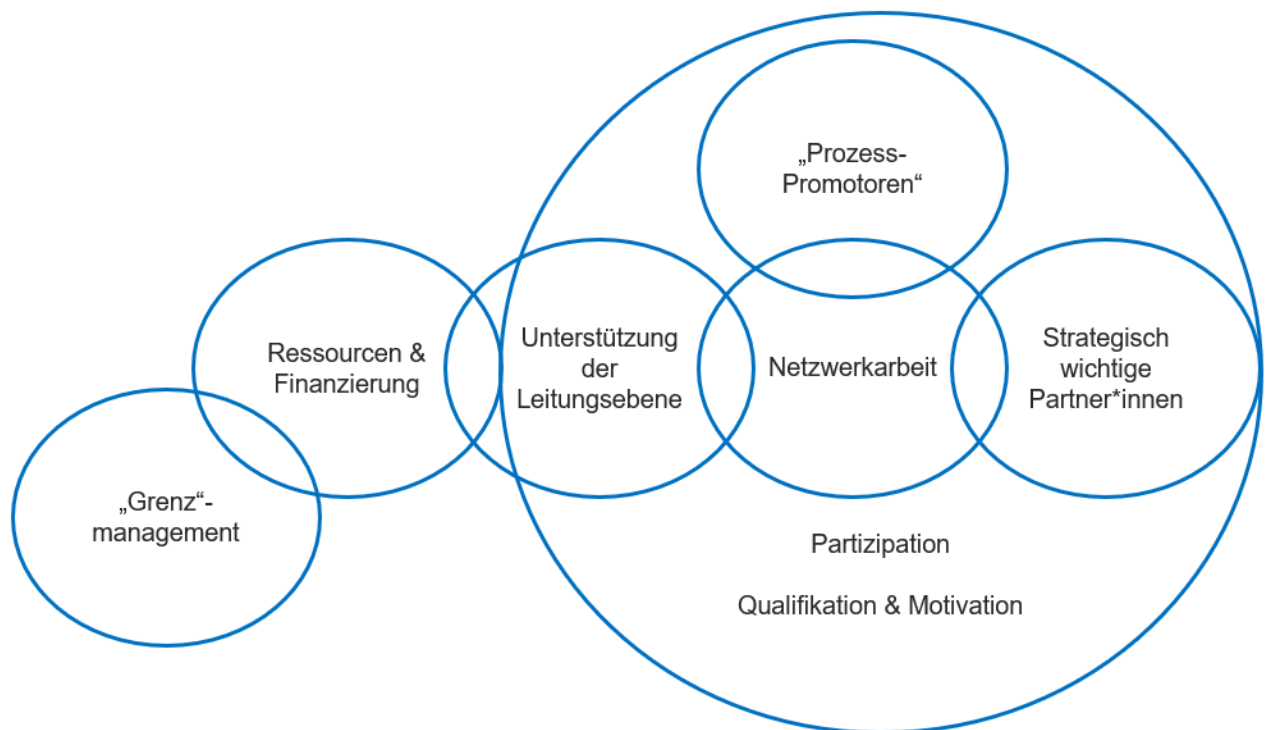 „Prozess-
Promotoren“
Ressourcen &
Finanzierung
Unterstützung
der
Leitungsebene
Netzwerkarbeit
Strategisch
wichtige
Partner*innen
„Grenz“-
management
Partizipation
Qualifikation & Motivation